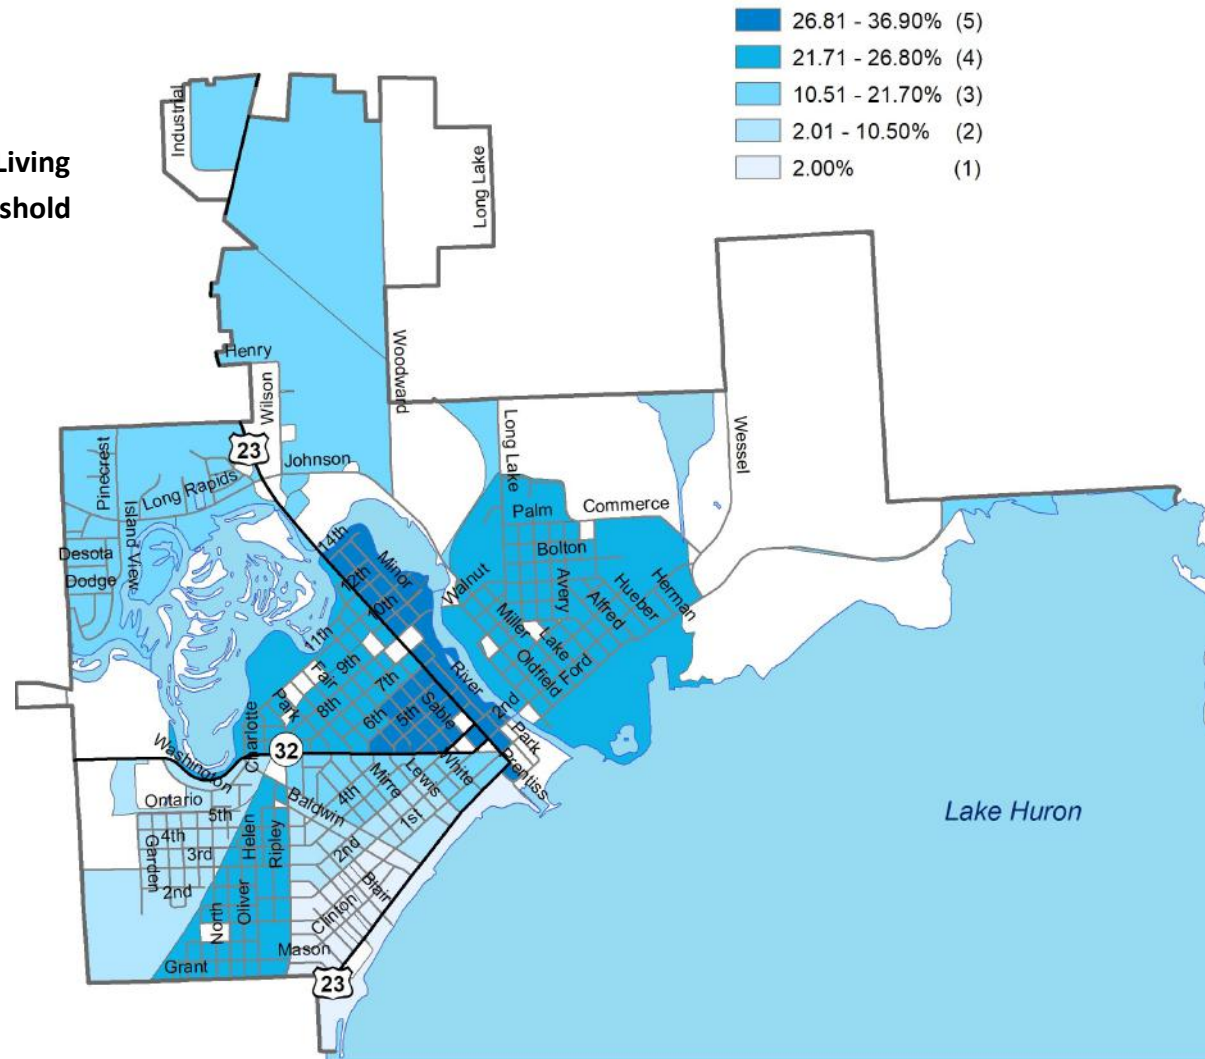 26.81 - 36.90% (5)
21.71 - 26.80% (4)
10.51 - 21.70% (3)
2.01 - 10.50% (2)
2.00% (1)
Living
shold
Industrial
Long Lake
Henry
Wilson
Woodward
23
Johnson
Pinecrest
Long Rapids
Island View
Long Lake
Wessel
Palm
Commerce
Desota
Dodge
14th
Minor
12th
10th
Bolton
Walnut
Avery
Alfred
Hueber
Herman
11th
Miller
Lake
Oldfield
Ford
Fair
9th
Park
8th
7th
River
6th
5th
Sable
2nd
Park
Charlotte
Washington
32
Prentiss
White
Lewis
Mirre
4th
Baldwin
1st
2nd
Ontario
5th
4th
3rd
2nd
Garden
Helen
Ripley
Oliver
North
Blair
Clinton
Mason
Grant
23
Lake Huron